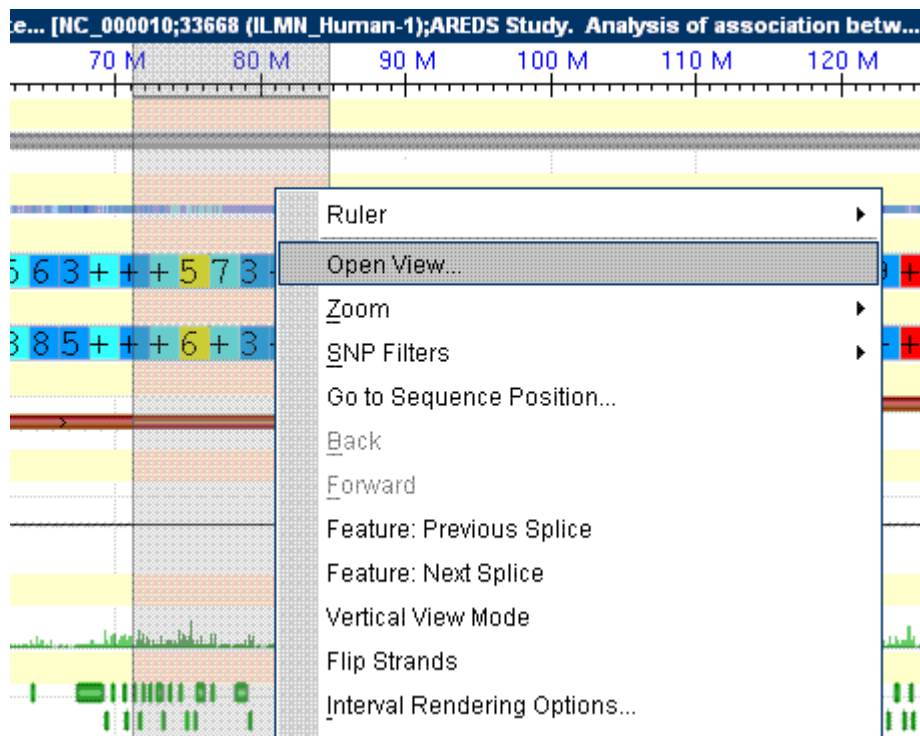 e... [NC_000010;33668 (ILMN_Human-1);AREDS Study. Analysis of association betw...
70 M 80 M 90 M 100 M 110 M 120 M
Ruler
Open View...
5 6 3 + + + 5 7 3 +
Zoom
SNP Filters
8 5 + + + 6 + 3 +
Go to Sequence Position...
Back
Forward
Feature: Previous Splice
Feature: Next Splice
Vertical View Mode
Flip Strands
Interval Rendering Options...